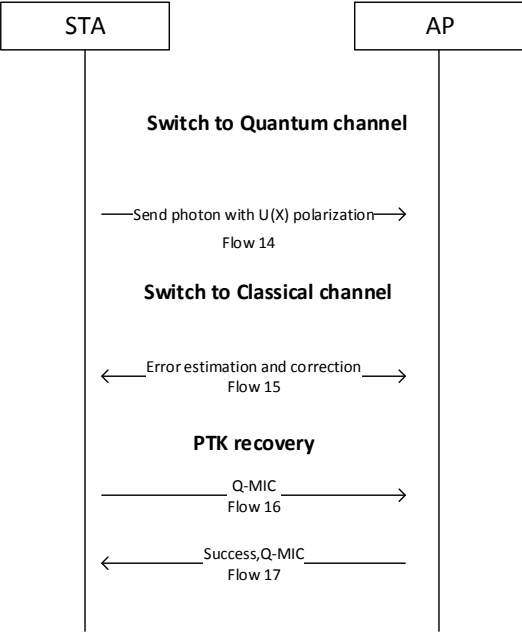 STA
AP
Switch to Quantum channel
Send photon with U(X) polarization
Flow 14
Switch to Classical channel
Error estimation and correction
Flow 15
PTK recovery
Q-MIC
Flow 16
Success,Q-MIC
Flow 17